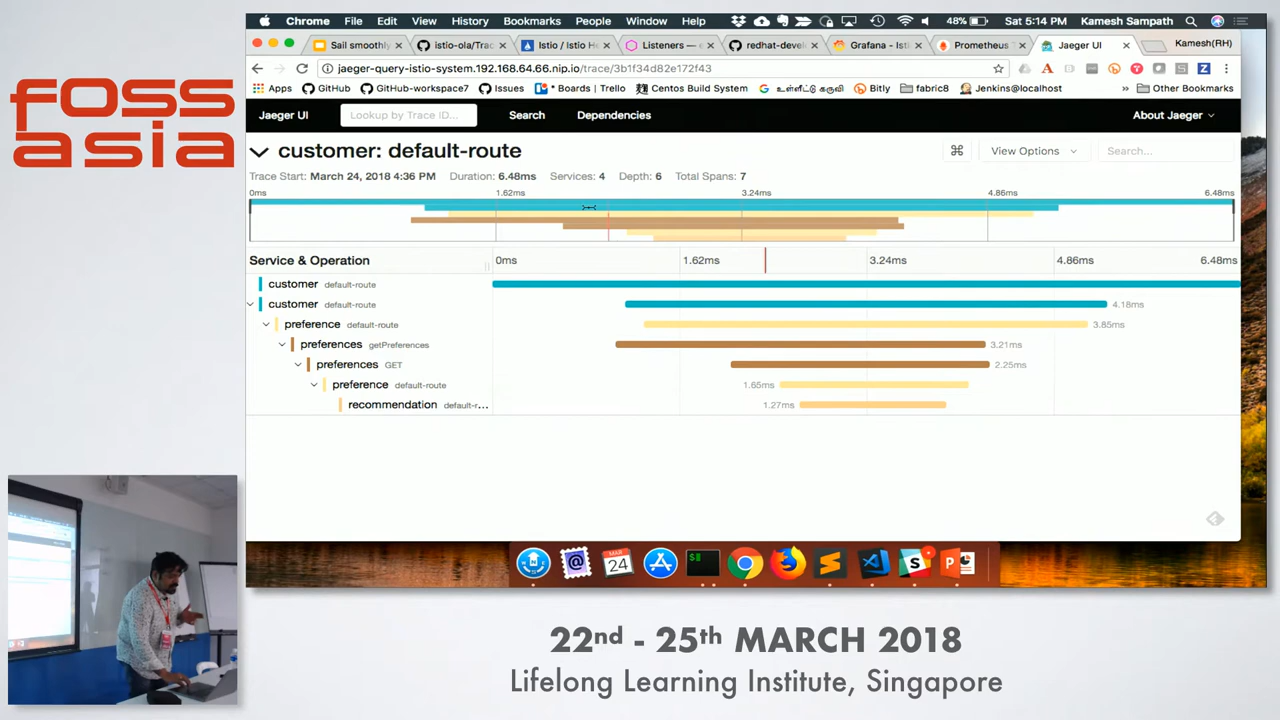 foss
asia
Chrome File Edit View History Bookmarks People Window Help 48% Sat 5:14 PM Kamesh Sampath
Sail smoothly istio-ola/Trac Istio / Istio He Listeners — redhat-develo Grafana - Isti Prometheus T Jaeger UI Kamesh(RH)
jaeger-query-istio-system.192.168.64.66.nip.io/trace/3b1f34d82e172f43
Apps GitHub GitHub-workspace7 Issues * Boards | Trello Centos Build System உள்ளீட்டு கருவி Bitly fabric8 Jenkins@localhost » Other Bookmarks
Jaeger UI Lookup by Trace ID... Search Dependencies About Jaeger
customer: default-route ⌘ View Options Search...
Trace Start: March 24, 2018 4:36 PM Duration: 6.48ms Services: 4 Depth: 6 Total Spans: 7
0ms 1.62ms 3.24ms 4.86ms 6.48ms
Service & Operation 0ms 1.62ms 3.24ms 4.86ms 6.48ms
customer default-route
customer default-route 4.18ms
preference default-route 3.85ms
preferences getPreferences 3.21ms
preferences GET 2.25ms
preference default-route 1.65ms
recommendation default-r... 1.27ms
MAR
24
22nd - 25th MARCH 2018
Lifelong Learning Institute, Singapore